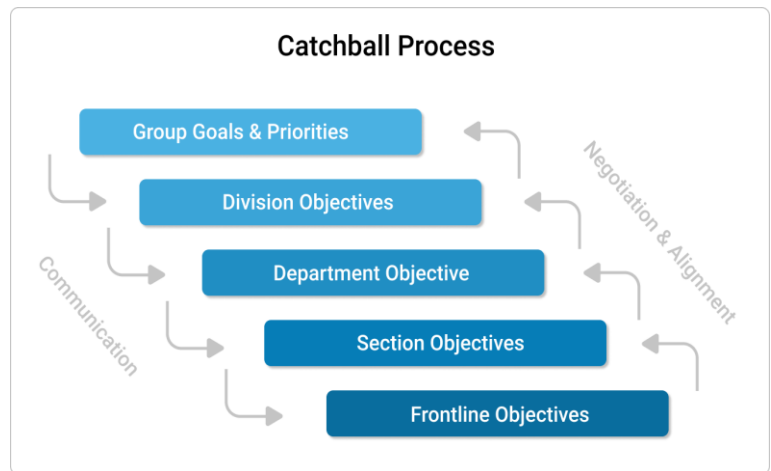 Catchball Process
Group Goals & Priorities
Division Objectives
Department Objective
Section Objectives
Frontline Objectives
Communication
Negotiation & Alignment